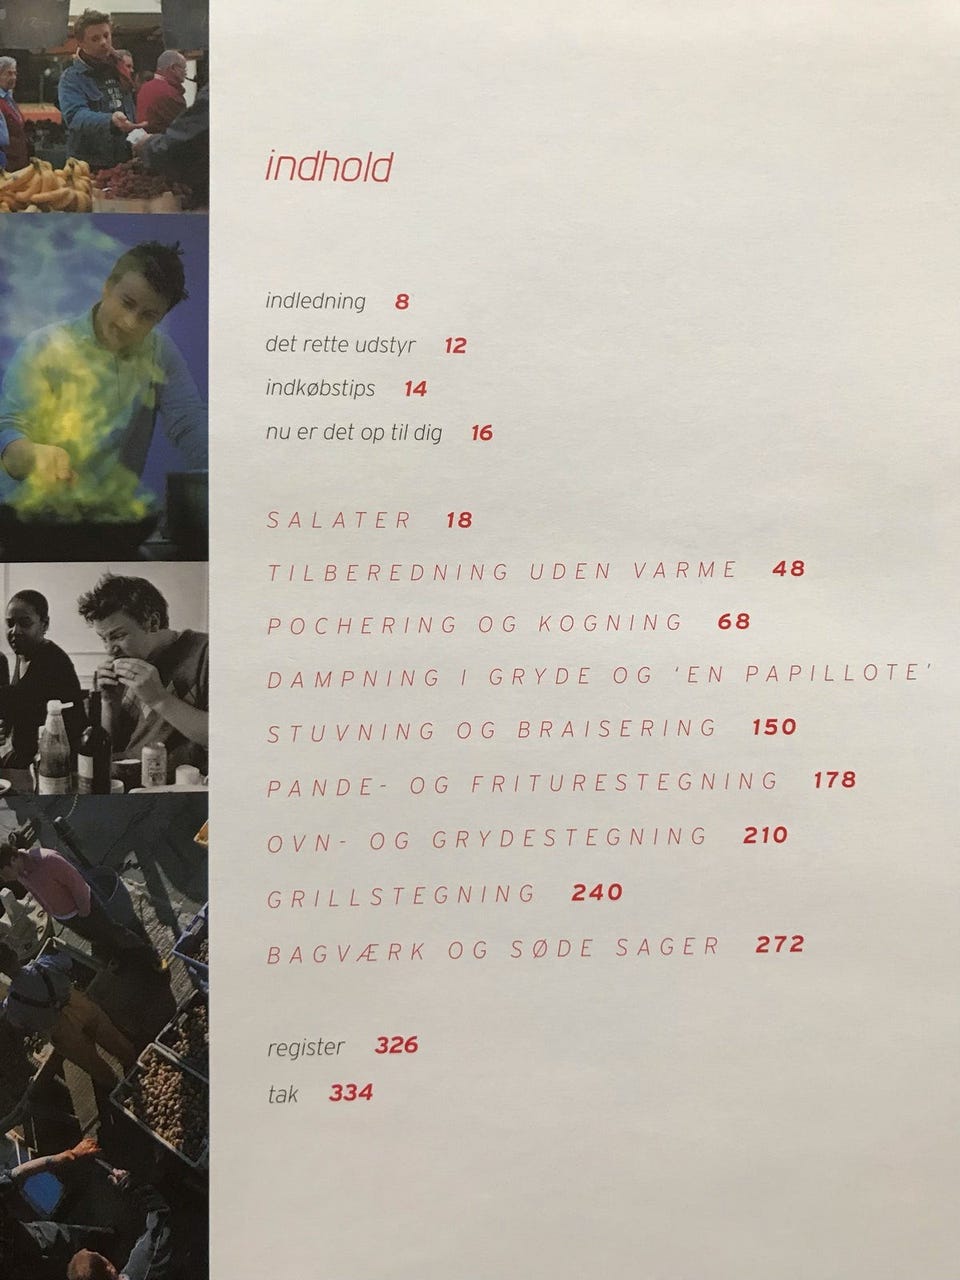 indhold
indledning 8
det rette udstyr 12
indkøbstips 14
nu er det op til dig 16
SALATER 18
TILBEREDNING UDEN VARME 48
POCHERING OG KOGNING 68
DAMPNING I GRYDE OG ‘EN PAPILLOTE’
STUVNING OG BRAISERING 150
PANDE- OG FRITURESTEGNING 178
OVN- OG GRYDESTEGNING 210
GRILLSTEGNING 240
BAGVÆRK OG SØDE SAGER 272
register 326
tak 334